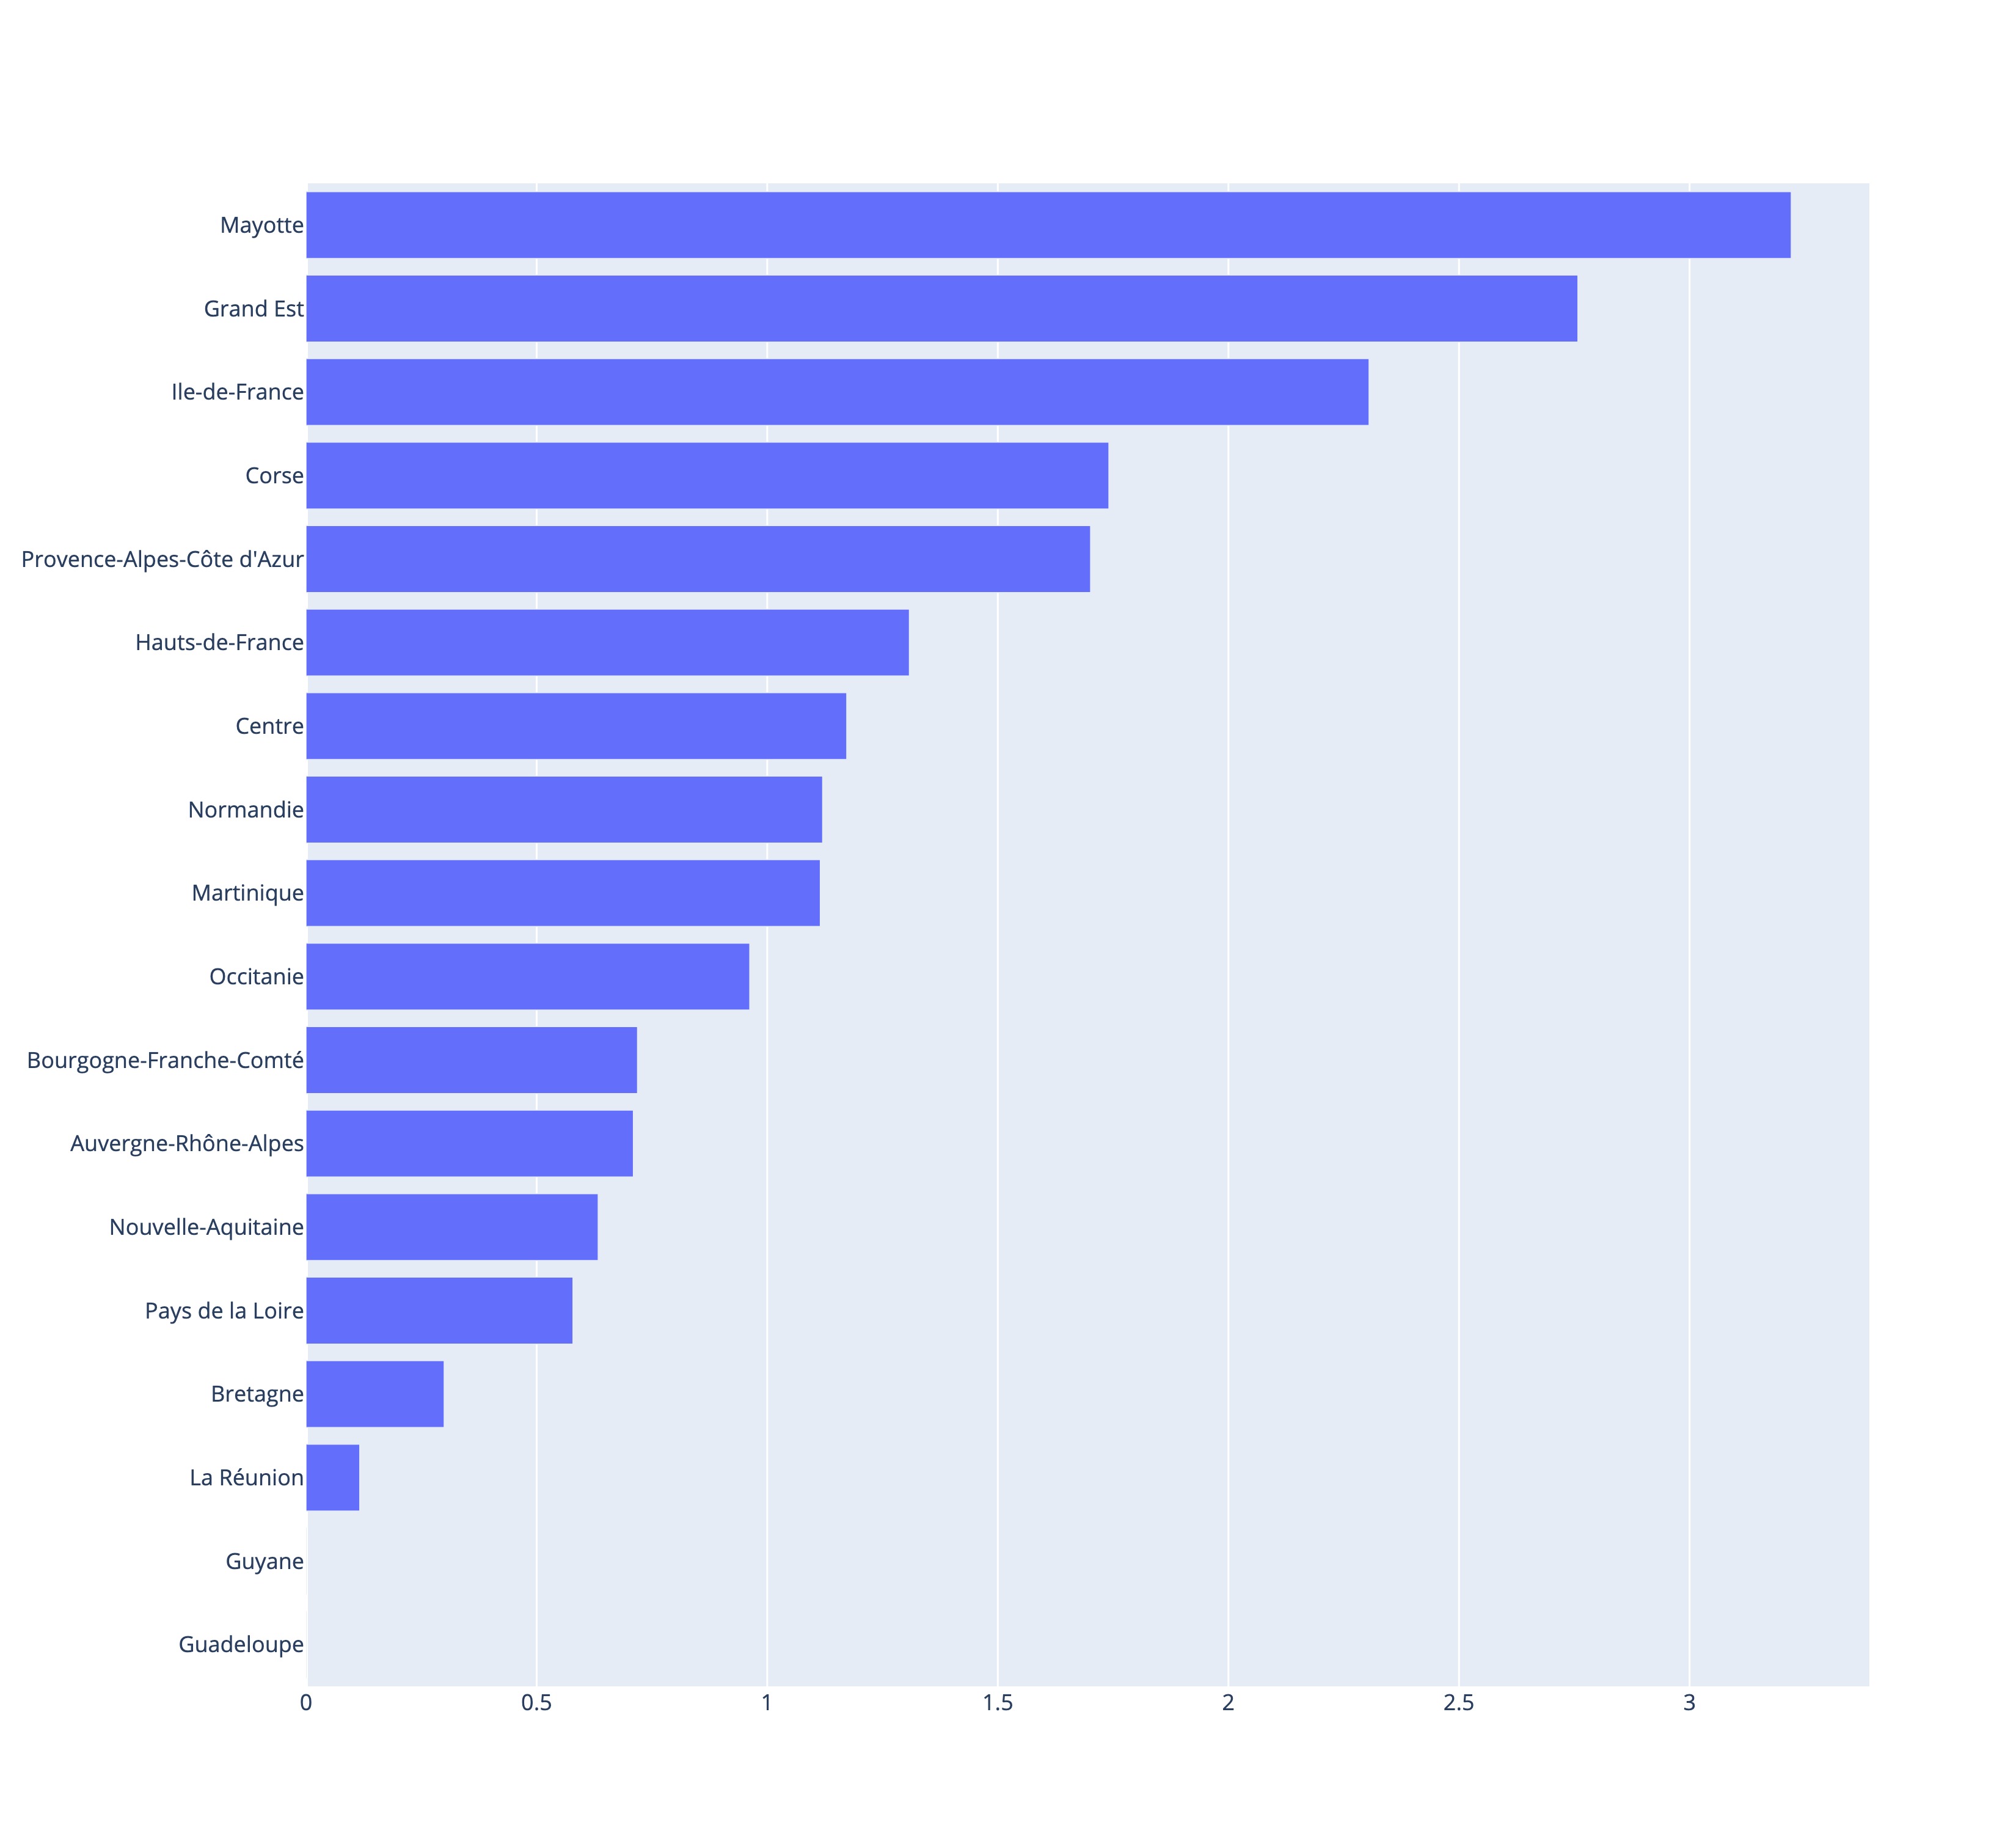 Mayotte
Grand Est
Ile-de-France
Corse
Provence-Alpes-Côte d'Azur
Hauts-de-France
Centre
Normandie
Martinique
Occitanie
Bourgogne-Franche-Comté
Auvergne-Rhône-Alpes
Nouvelle-Aquitaine
Pays de la Loire
Bretagne
La Réunion
Guyane
Guadeloupe
0 0.5 1 1.5 2 2.5 3